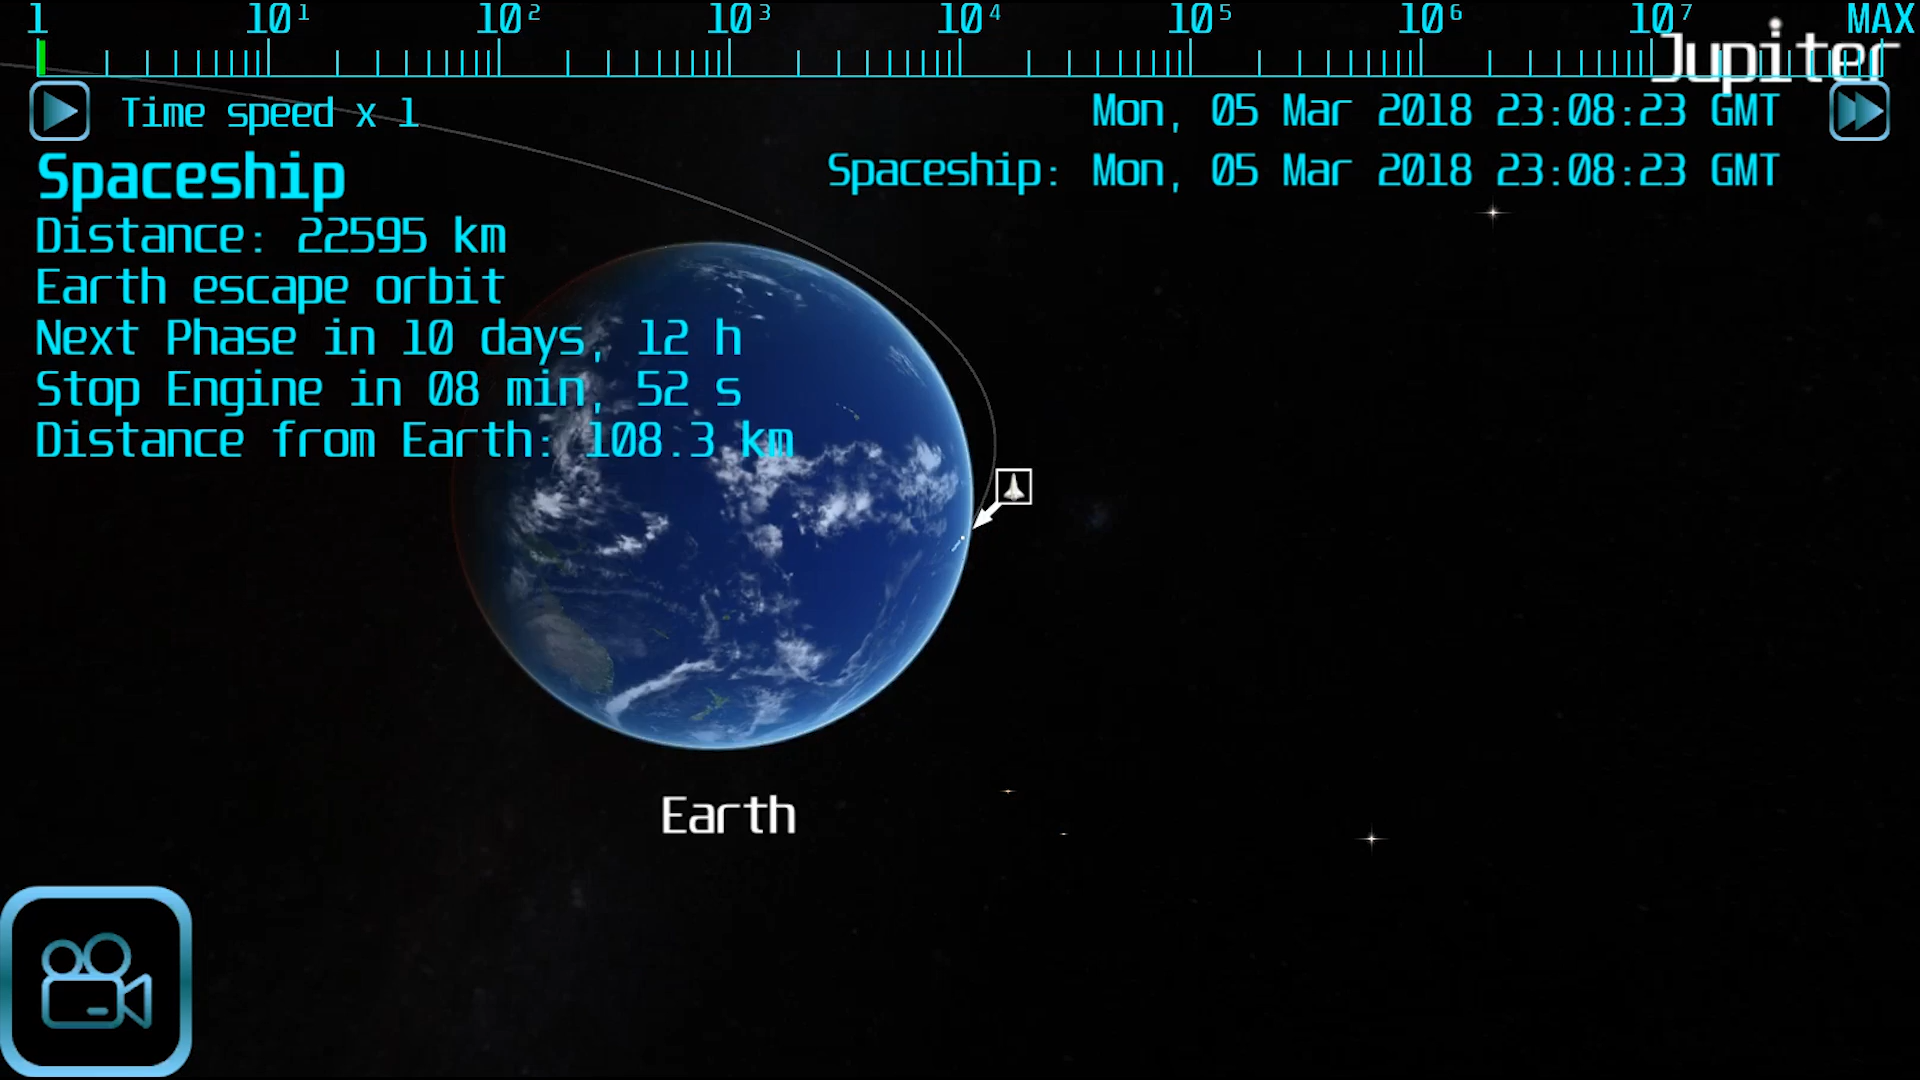 1 10¹ 10² 10³ 10⁴ 10⁵ 10⁶ 10⁷ MAX
Jupiter
Time speed x 1
Mon, 05 Mar 2018 23:08:23 GMT
Spaceship: Mon, 05 Mar 2018 23:08:23 GMT
Spaceship
Distance: 22595 km
Earth escape orbit
Next Phase in 10 days, 12 h
Stop Engine in 08 min, 52 s
Distance from Earth: 108.3 km
Earth